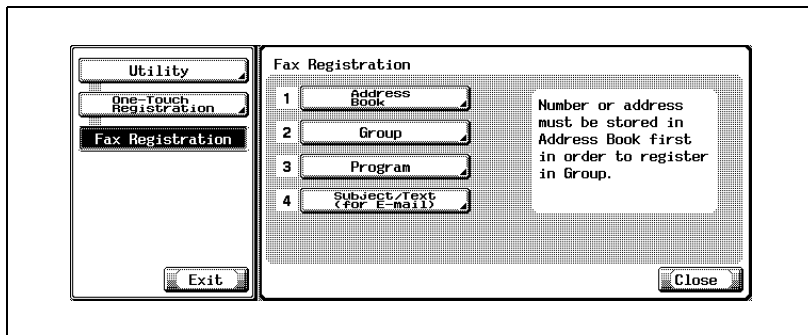 Utility
One-Touch
Registration
Fax Registration
Exit
Fax Registration
1 Address
Book
2 Group
3 Program
4 Subject/Text
(for E-mail)
Number or address
must be stored in
Address Book first
in order to register
in Group.
Close